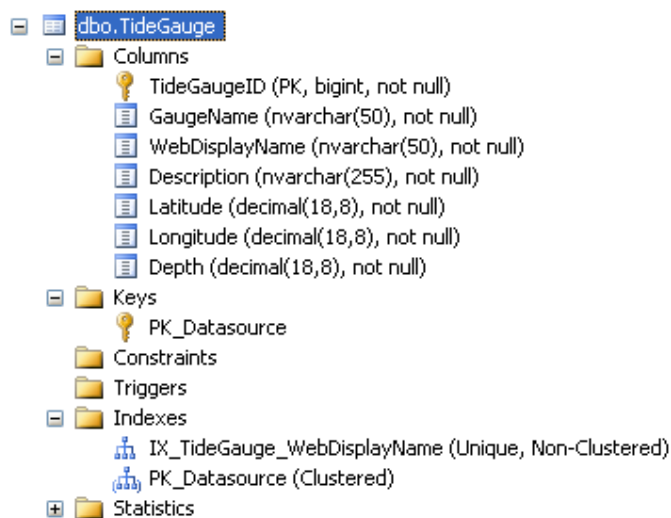 dbo.TideGauge
Columns
TideGaugeID (PK, bigint, not null)
GaugeName (nvarchar(50), not null)
WebDisplayName (nvarchar(50), not null)
Description (nvarchar(255), not null)
Latitude (decimal(18,8), not null)
Longitude (decimal(18,8), not null)
Depth (decimal(18,8), not null)
Keys
PK_Datasource
Constraints
Triggers
Indexes
IX_TideGauge_WebDisplayName (Unique, Non-Clustered)
PK_Datasource (Clustered)
Statistics